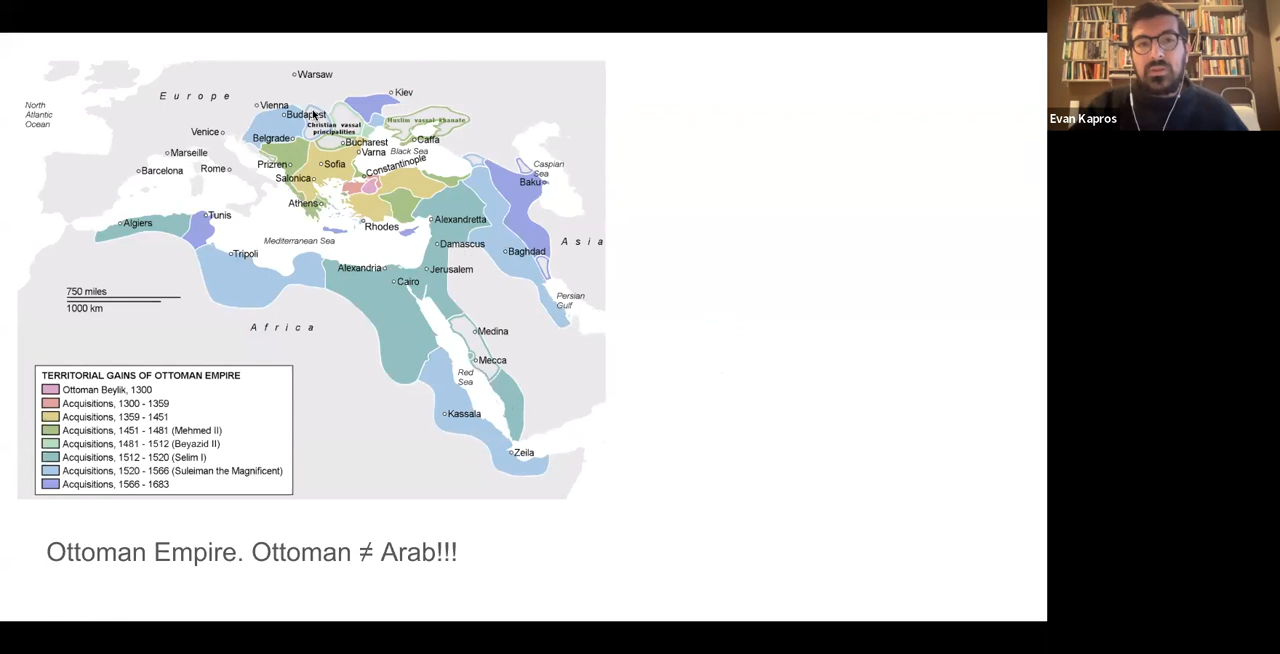 Warsaw
Europe
Kiev
North
Atlantic
Ocean
Vienna
Budapest
Christian vassal
principalities
Muslim vassal khanate
Venice
Belgrade
Caffa
Bucharest
Black Sea
Varna
Marseille
Prizren
Sofia
Constantinople
Caspian
Sea
Barcelona
Rome
Salonica
Baku
Athens
Algiers
Tunis
Rhodes
Alexandretta
Mediterranean Sea
Asia
Tripoli
Damascus
Baghdad
Alexandria
Jerusalem
Cairo
750 miles
1000 km
Persian
Gulf
Africa
Medina
Mecca
Red
Sea
Kassala
Zeila
TERRITORIAL GAINS OF OTTOMAN EMPIRE
Ottoman Beylik, 1300
Acquisitions, 1300 - 1359
Acquisitions, 1359 - 1451
Acquisitions, 1451 - 1481 (Mehmed II)
Acquisitions, 1481 - 1512 (Beyazid II)
Acquisitions, 1512 - 1520 (Selim I)
Acquisitions, 1520 - 1566 (Suleiman the Magnificent)
Acquisitions, 1566 - 1683
Ottoman Empire. Ottoman ≠ Arab!!!
Evan Kapros